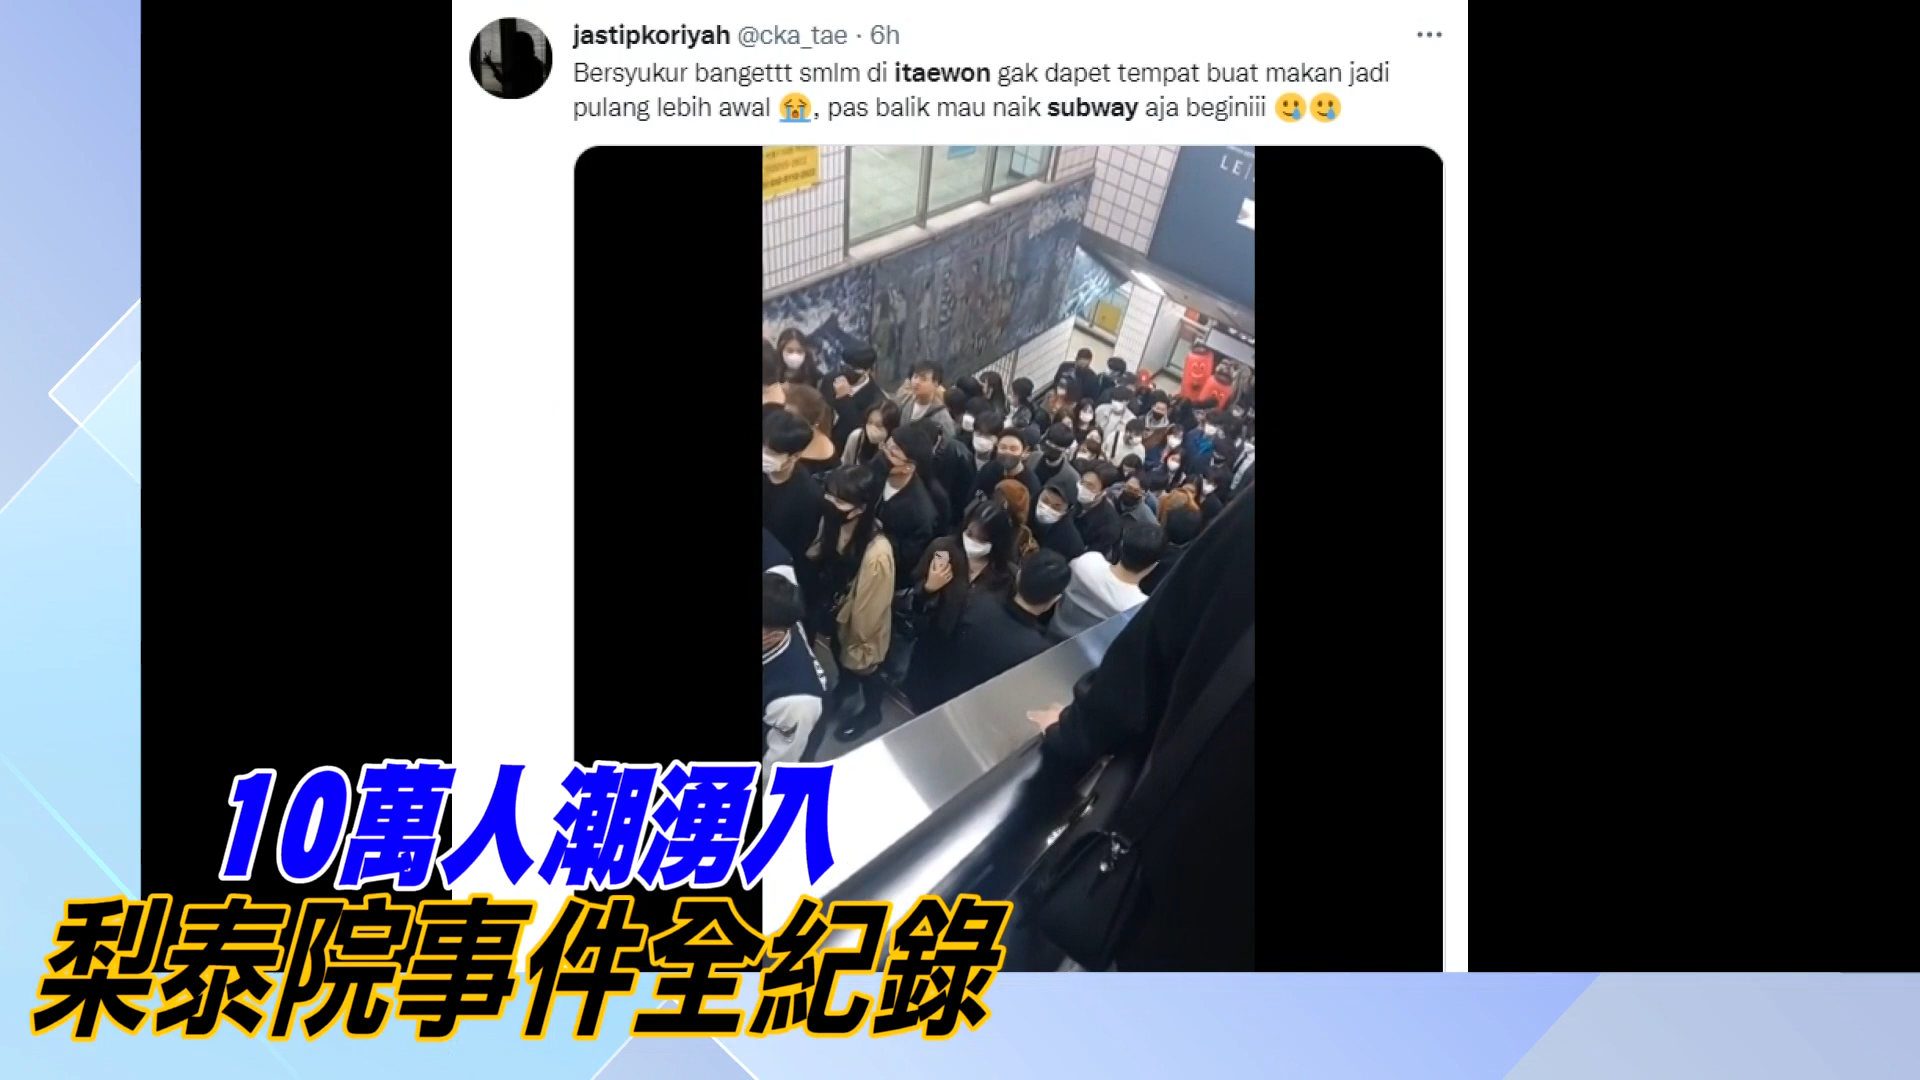 jastipkoriyah @cka_tae · 6h
Bersyukur bangettt smlm di itaewon gak dapet tempat buat makan jadi
pulang lebih awal 😭, pas balik mau naik subway aja beginiii 🥲🥲
LE
10萬人潮湧入
梨泰院事件全紀錄